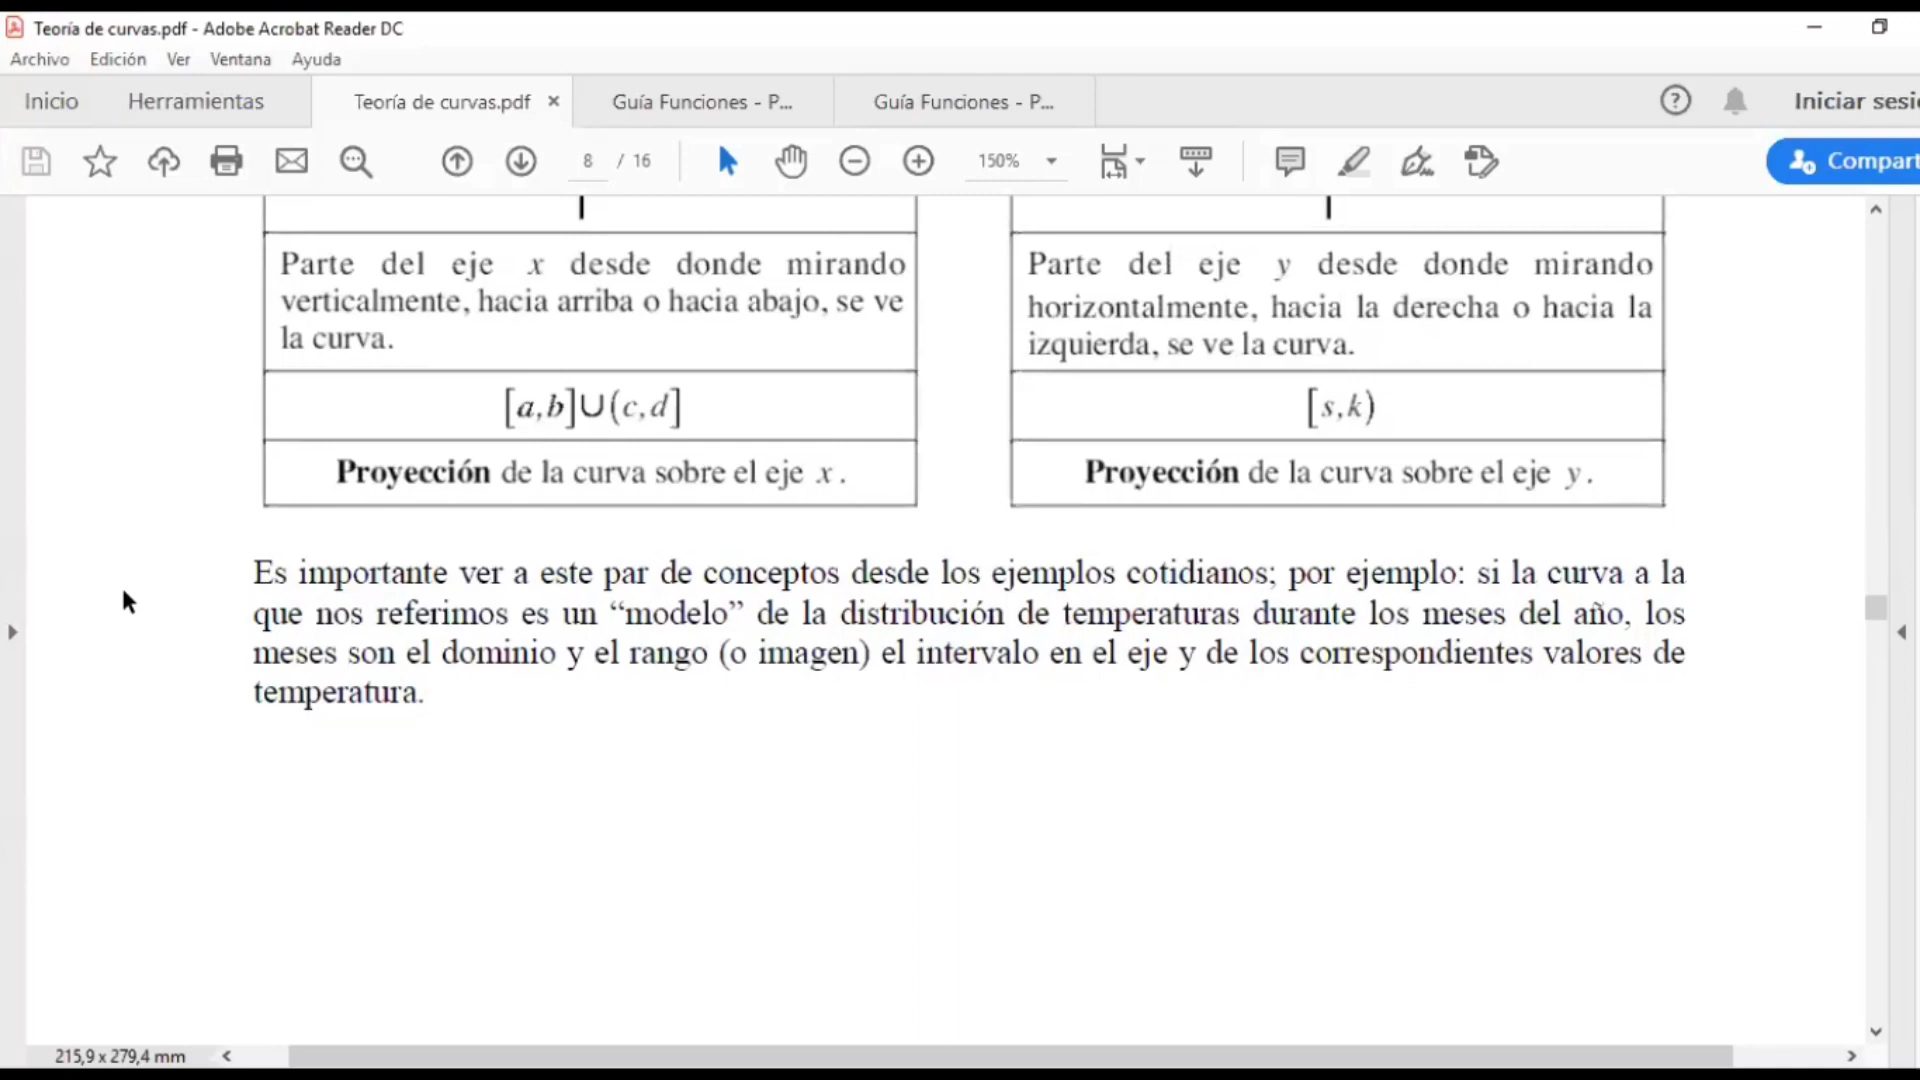 Teoría de curvas.pdf - Adobe Acrobat Reader DC
Archivo Edición Ver Ventana Ayuda
Inicio Herramientas Teoría de curvas.pdf × Guía Funciones - P... Guía Funciones - P... Iniciar sesi
8 / 16 150% Compart
Parte del eje x desde donde mirando
verticalmente, hacia arriba o hacia abajo, se ve
la curva.
[a,b]∪(c,d]
Proyección de la curva sobre el eje x.
Parte del eje y desde donde mirando
horizontalmente, hacia la derecha o hacia la
izquierda, se ve la curva.
[s,k)
Proyección de la curva sobre el eje y.
Es importante ver a este par de conceptos desde los ejemplos cotidianos; por ejemplo: si la curva a la
que nos referimos es un “modelo” de la distribución de temperaturas durante los meses del año, los
meses son el dominio y el rango (o imagen) el intervalo en el eje y de los correspondientes valores de
temperatura.
215,9 x 279,4 mm